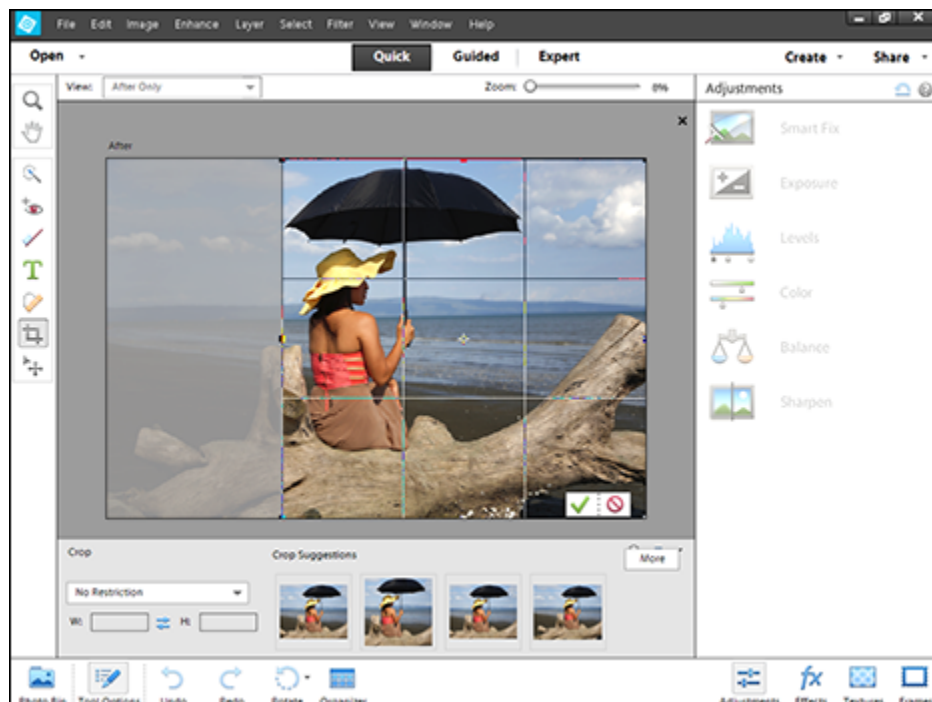 File Edit Image Enhance Layer Select Filter View Window Help
Open Quick Guided Expert Create Share
View: After Only Zoom: 0% Adjustments
After
Smart Fix
Exposure
Levels
Color
Balance
Sharpen
T
Crop Crop Suggestions More
No Restriction
W: H:
fx
Photo Bin Tool Options Undo Redo Rotate Organizer Adjustments Effects Textures Frames